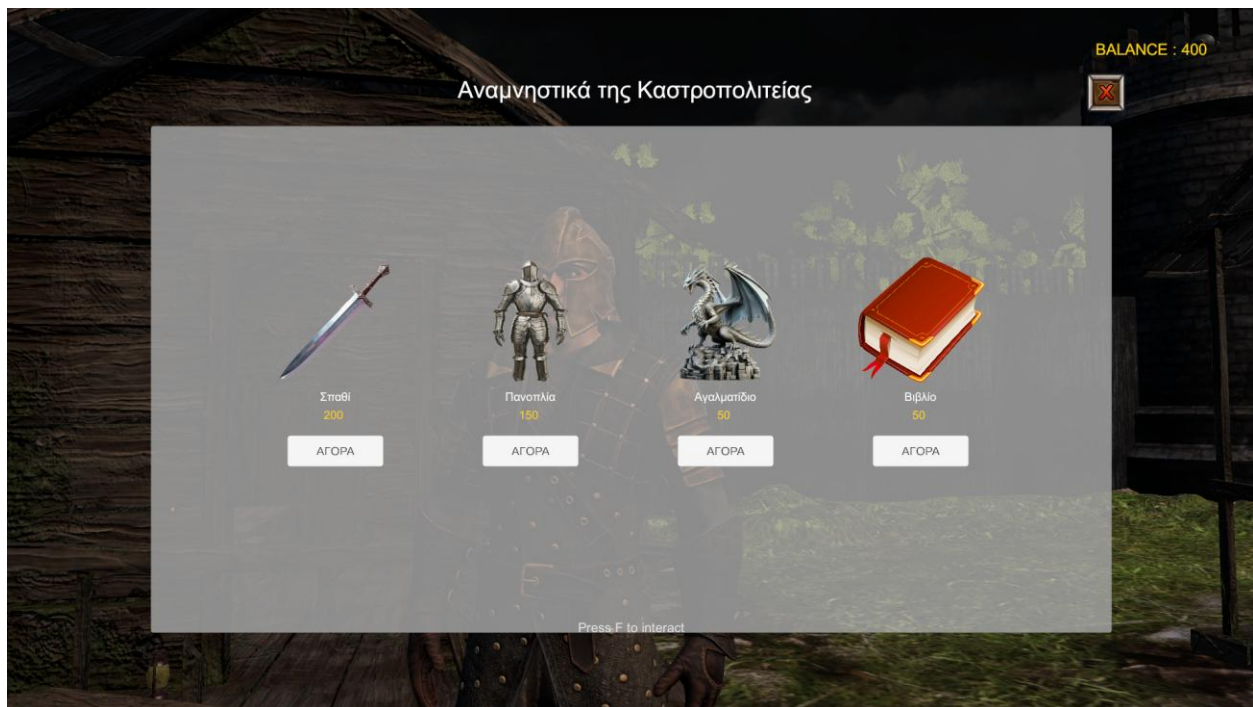 BALANCE : 400
Αναμνηστικά της Καστροπολιτείας
Σπαθί
200
ΑΓΟΡΑ
Πανοπλία
150
ΑΓΟΡΑ
Αγαλματίδιο
50
ΑΓΟΡΑ
Βιβλίο
50
ΑΓΟΡΑ
Press F to interact